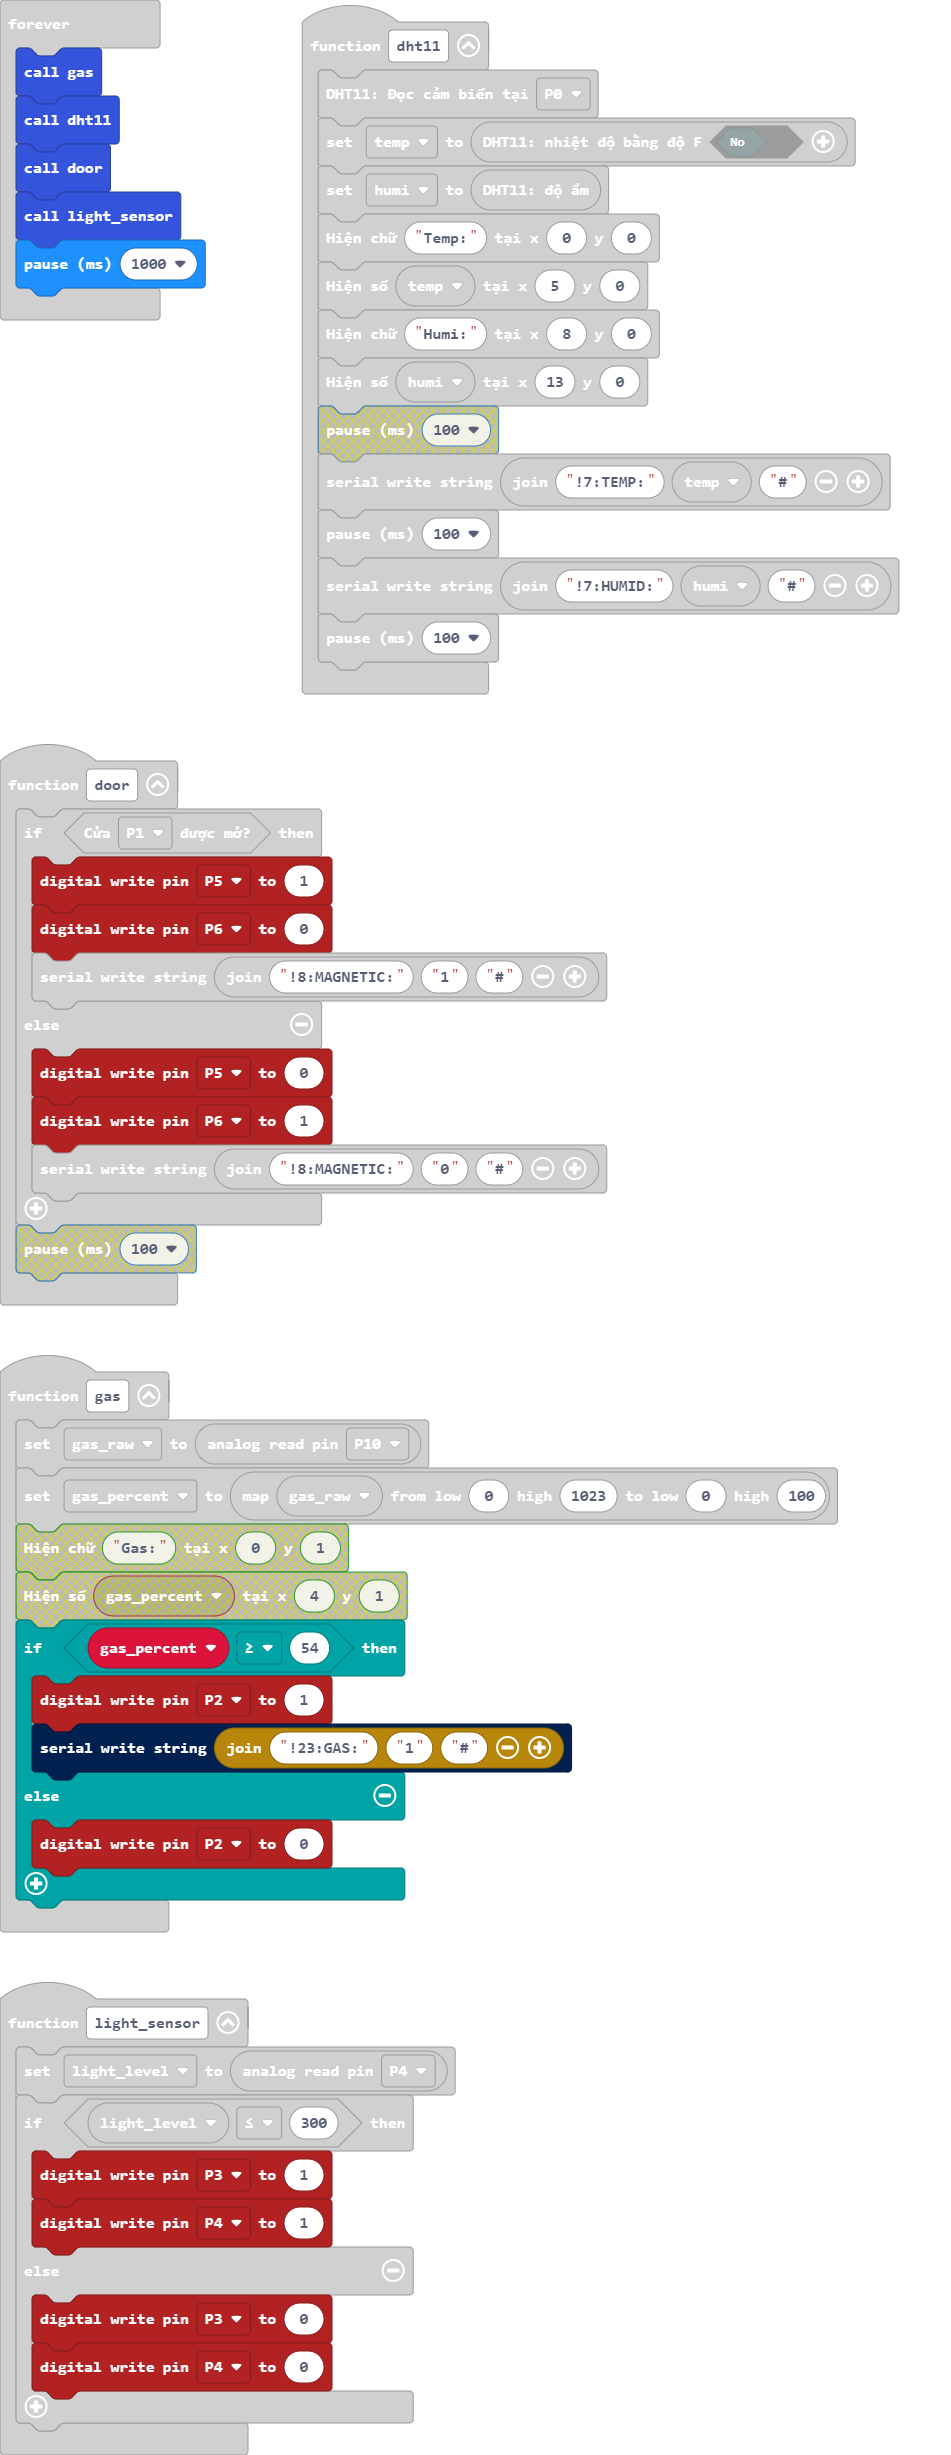 forever
call gas
call dht11
call door
call light_sensor
pause (ms) 1000
function dht11
DHT11: Đọc cảm biến tại P0
set temp to DHT11: nhiệt độ bằng độ F No
set humi to DHT11: độ ẩm
Hiện chữ "Temp:" tại x 0 y 0
Hiện số temp tại x 5 y 0
Hiện chữ "Humi:" tại x 8 y 0
Hiện số humi tại x 13 y 0
pause (ms) 100
serial write string join "!7:TEMP:" temp "#"
pause (ms) 100
serial write string join "!7:HUMID:" humi "#"
pause (ms) 100
function door
if Cửa P1 được mở? then
digital write pin P5 to 1
digital write pin P6 to 0
serial write string join "!8:MAGNETIC:" "1" "#"
else
digital write pin P5 to 0
digital write pin P6 to 1
serial write string join "!8:MAGNETIC:" "0" "#"
pause (ms) 100
function gas
set gas_raw to analog read pin P10
set gas_percent to map gas_raw from low 0 high 1023 to low 0 high 100
Hiện chữ "Gas:" tại x 0 y 1
Hiện số gas_percent tại x 4 y 1
if gas_percent ≥ 54 then
digital write pin P2 to 1
serial write string join "!23:GAS:" "1" "#"
else
digital write pin P2 to 0
function light_sensor
set light_level to analog read pin P4
if light_level ≤ 300 then
digital write pin P3 to 1
digital write pin P4 to 1
else
digital write pin P3 to 0
digital write pin P4 to 0